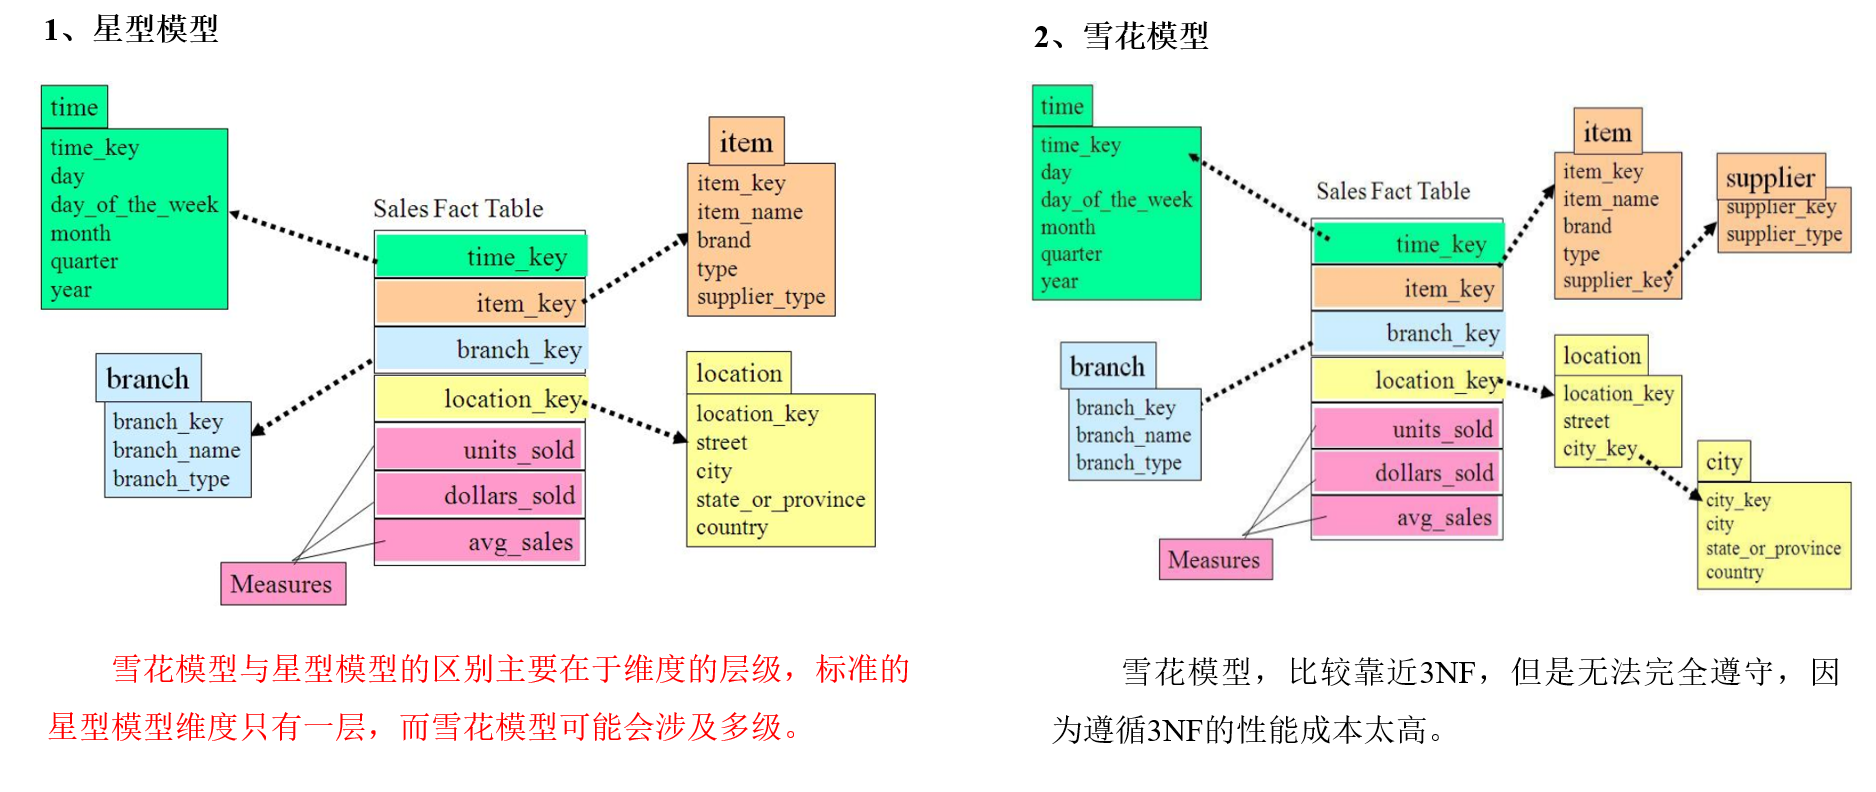 1、星型模型
time
time_key
day
day_of_the_week
month
quarter
year
branch
branch_key
branch_name
branch_type
Sales Fact Table
time_key
item_key
branch_key
location_key
units_sold
dollars_sold
avg_sales
Measures
item
item_key
item_name
brand
type
supplier_type
location
location_key
street
city
state_or_province
country
雪花模型与星型模型的区别主要在于维度的层级，标准的
星型模型维度只有一层，而雪花模型可能会涉及多级。
2、雪花模型
time
time_key
day
day_of_the_week
month
quarter
year
branch
branch_key
branch_name
branch_type
Sales Fact Table
time_key
item_key
branch_key
location_key
units_sold
dollars_sold
avg_sales
Measures
item
item_key
item_name
brand
type
supplier_key
supplier
supplier_key
supplier_type
location
location_key
street
city_key
city
city_key
city
state_or_province
country
雪花模型，比较靠近3NF，但是无法完全遵守，因
为遵循3NF的性能成本太高。